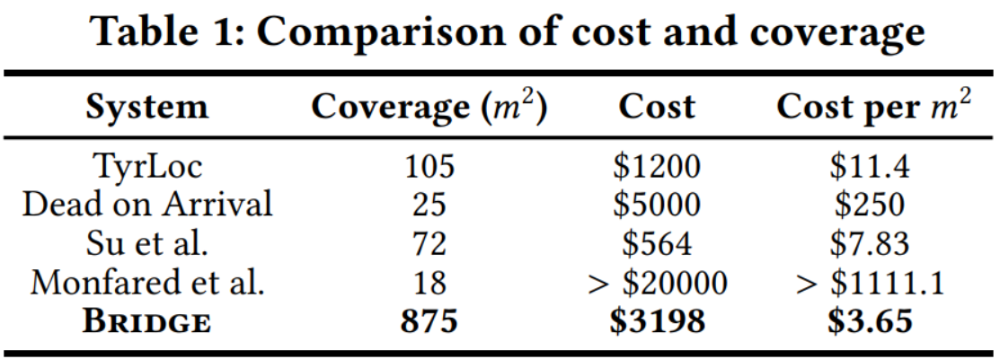 Table 1: Comparison of cost and coverage
System Coverage (m²) Cost Cost per m²
TyrLoc 105 $1200 $11.4
Dead on Arrival 25 $5000 $250
Su et al. 72 $564 $7.83
Monfared et al. 18 > $20000 > $1111.1
BRIDGE 875 $3198 $3.65